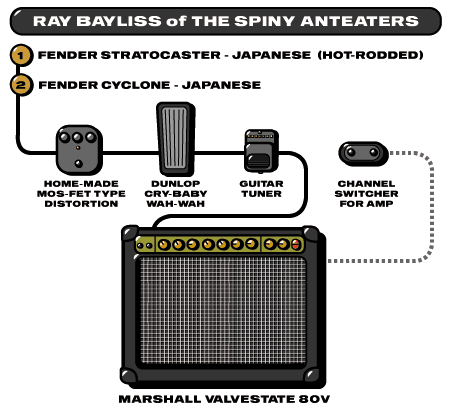 RAY BAYLISS of THE SPINY ANTEATERS
1 FENDER STRATOCASTER - JAPANESE (HOT-RODDED)
2 FENDER CYCLONE - JAPANESE
HOME-MADE
MOS-FET TYPE
DISTORTION
DUNLOP
CRY-BABY
WAH-WAH
GUITAR
TUNER
CHANNEL
SWITCHER
FOR AMP
MARSHALL VALVESTATE 80V